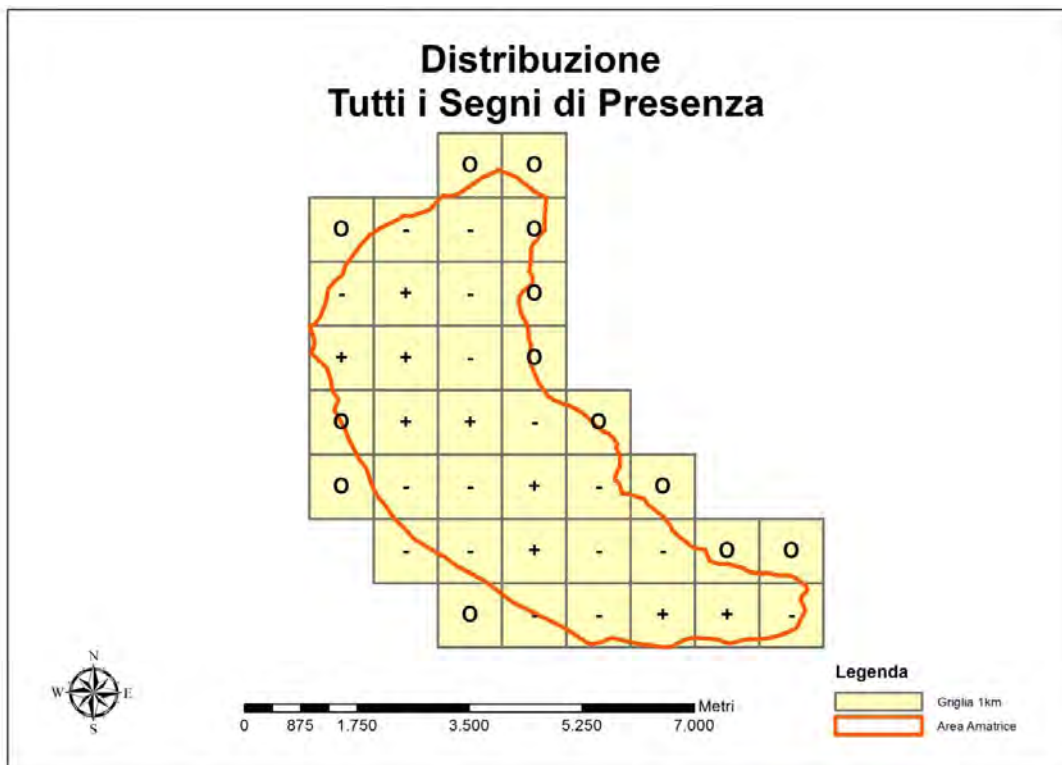 Distribuzione
Tutti i Segni di Presenza
O O
O - - O
- + - O
+ + - O
O + + - O
O - - + - O
- - + - - O O
O - - + + -
N
W E
S
Metri
0 875 1.750 3.500 5.250 7.000
Legenda
Griglia 1km
Area Amatrice